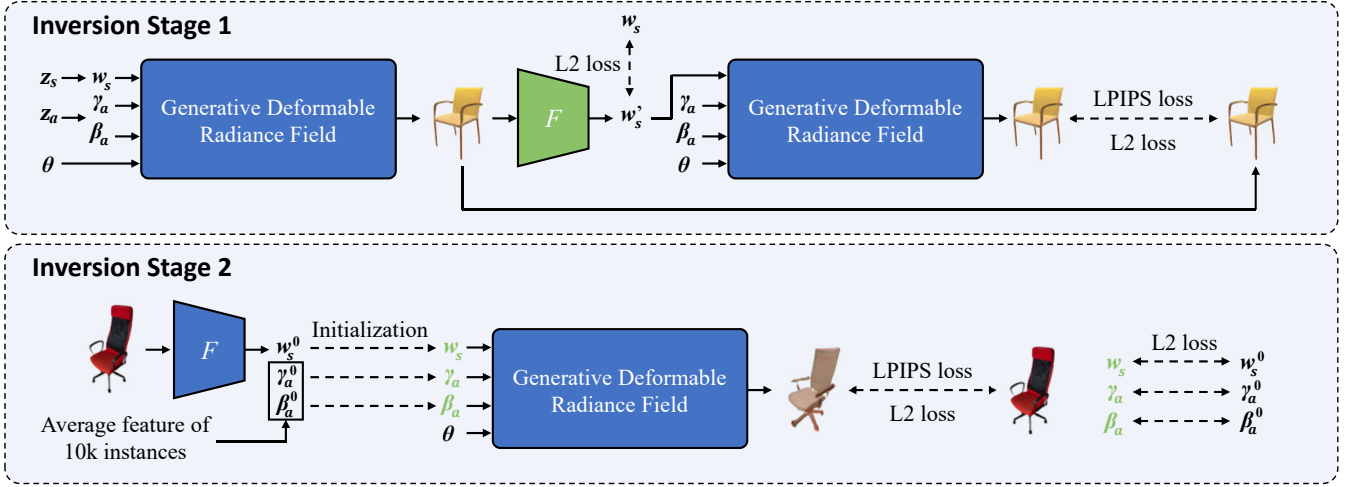 Inversion Stage 1
z_s
w_s
z_a
γ_a
β_a
θ
Generative Deformable
Radiance Field
F
w_s
L2 loss
w_s’
γ_a
β_a
θ
Generative Deformable
Radiance Field
LPIPS loss
L2 loss
Inversion Stage 2
F
w_s^0
γ_a^0
β_a^0
Average feature of
10k instances
Initialization
w_s
γ_a
β_a
θ
Generative Deformable
Radiance Field
LPIPS loss
L2 loss
L2 loss
w_s
w_s^0
γ_a
γ_a^0
β_a
β_a^0